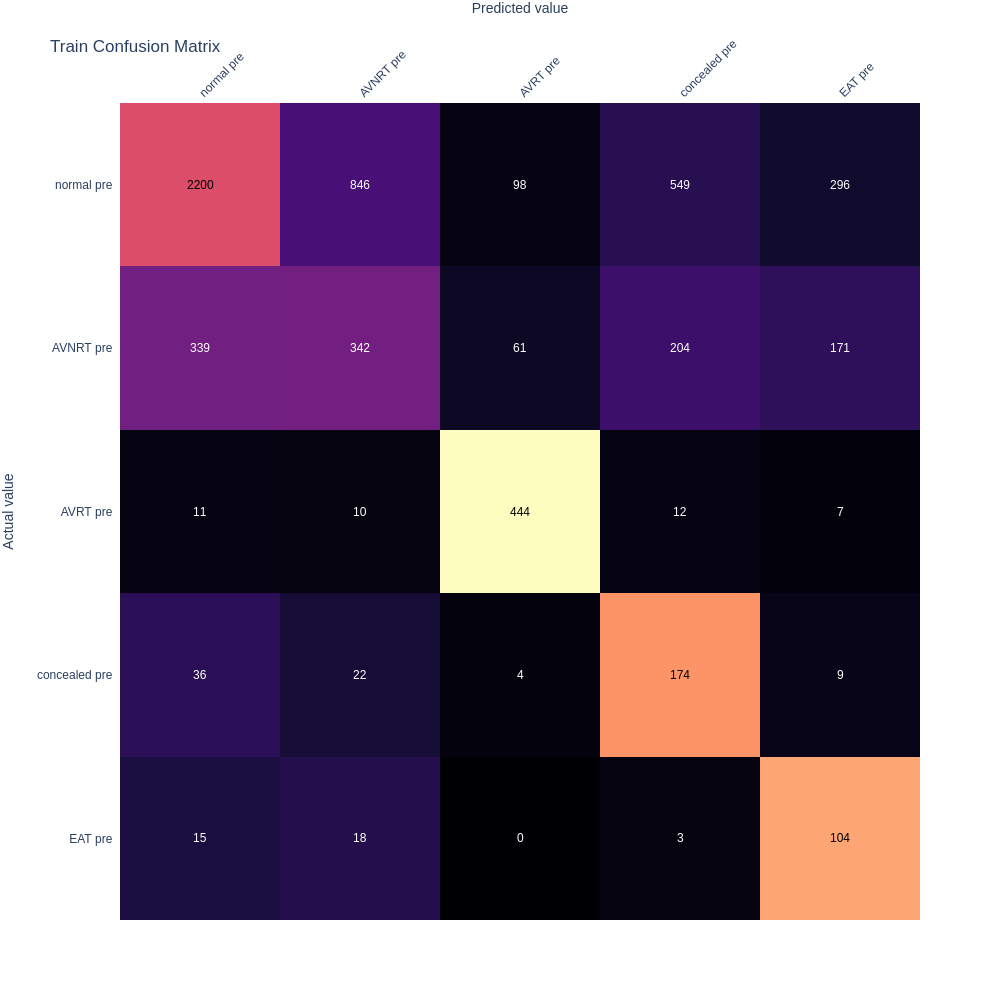 Predicted value
Train Confusion Matrix
normal pre AVNRT pre AVRT pre concealed pre EAT pre
normal pre 2200 846 98 549 296
AVNRT pre 339 342 61 204 171
Actual value
AVRT pre 11 10 444 12 7
concealed pre 36 22 4 174 9
EAT pre 15 18 0 3 104